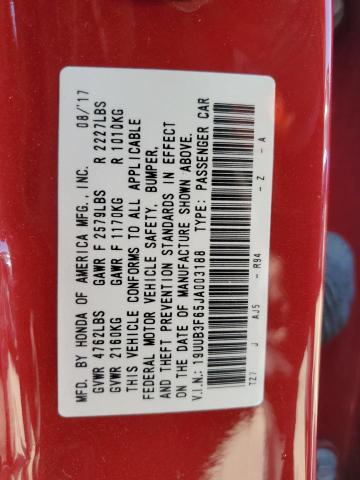 MFD. BY HONDA OF AMERICA MFG., INC. 08/'17
GVWR 4762LBS GAWR F 2579LBS R 2227LBS
GVWR 2160KG GAWR F 1170KG R 1010KG
THIS VEHICLE CONFORMS TO ALL APPLICABLE
FEDERAL MOTOR VEHICLE SAFETY, BUMPER,
AND THEFT PREVENTION STANDARDS IN EFFECT
ON THE DATE OF MANUFACTURE SHOWN ABOVE.
V.I.N.: 19UUB3F65JA003188 TYPE: PASSENGER CAR
TZ7 J AJ5 - R94 - Z - A